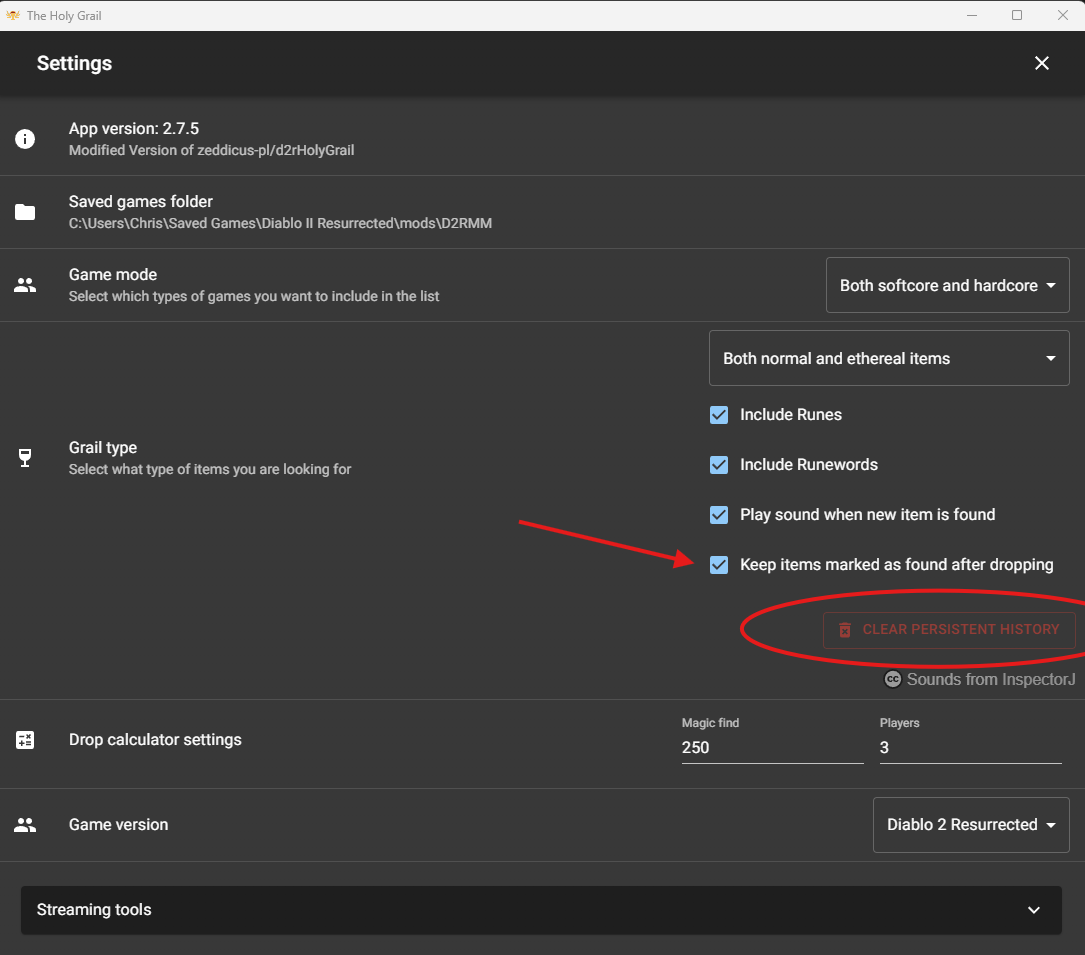 The Holy Grail
Settings
App version: 2.7.5
Modified Version of zeddicus-pl/d2rHolyGrail
Saved games folder
C:\Users\Chris\Saved Games\Diablo II Resurrected\mods\D2RMM
Game mode
Select which types of games you want to include in the list
Both softcore and hardcore
Grail type
Select what type of items you are looking for
Both normal and ethereal items
Include Runes
Include Runewords
Play sound when new item is found
Keep items marked as found after dropping
CLEAR PERSISTENT HISTORY
cc Sounds from InspectorJ
Drop calculator settings
Magic find
250
Players
3
Game version
Diablo 2 Resurrected
Streaming tools